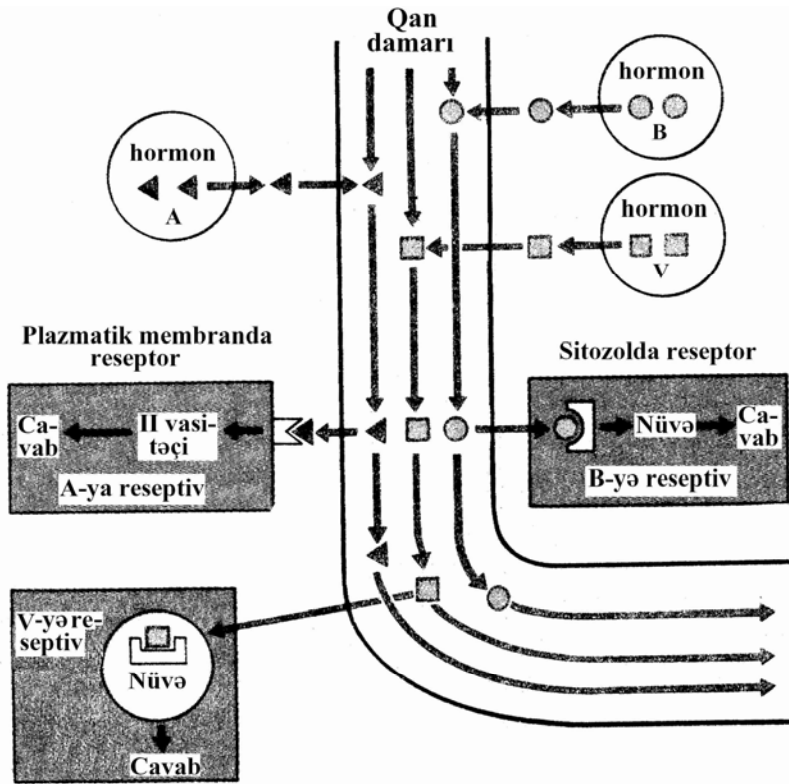 Qan
damarı
hormon
B
hormon
A
hormon
V
Plazmatik membranda
reseptor
Sitozolda reseptor
Ca-
vab
II vasi-
təçi
A-ya reseptiv
Nüvə
Ca-
vab
B-yə reseptiv
V-yə re-
septiv
Nüvə
Cavab